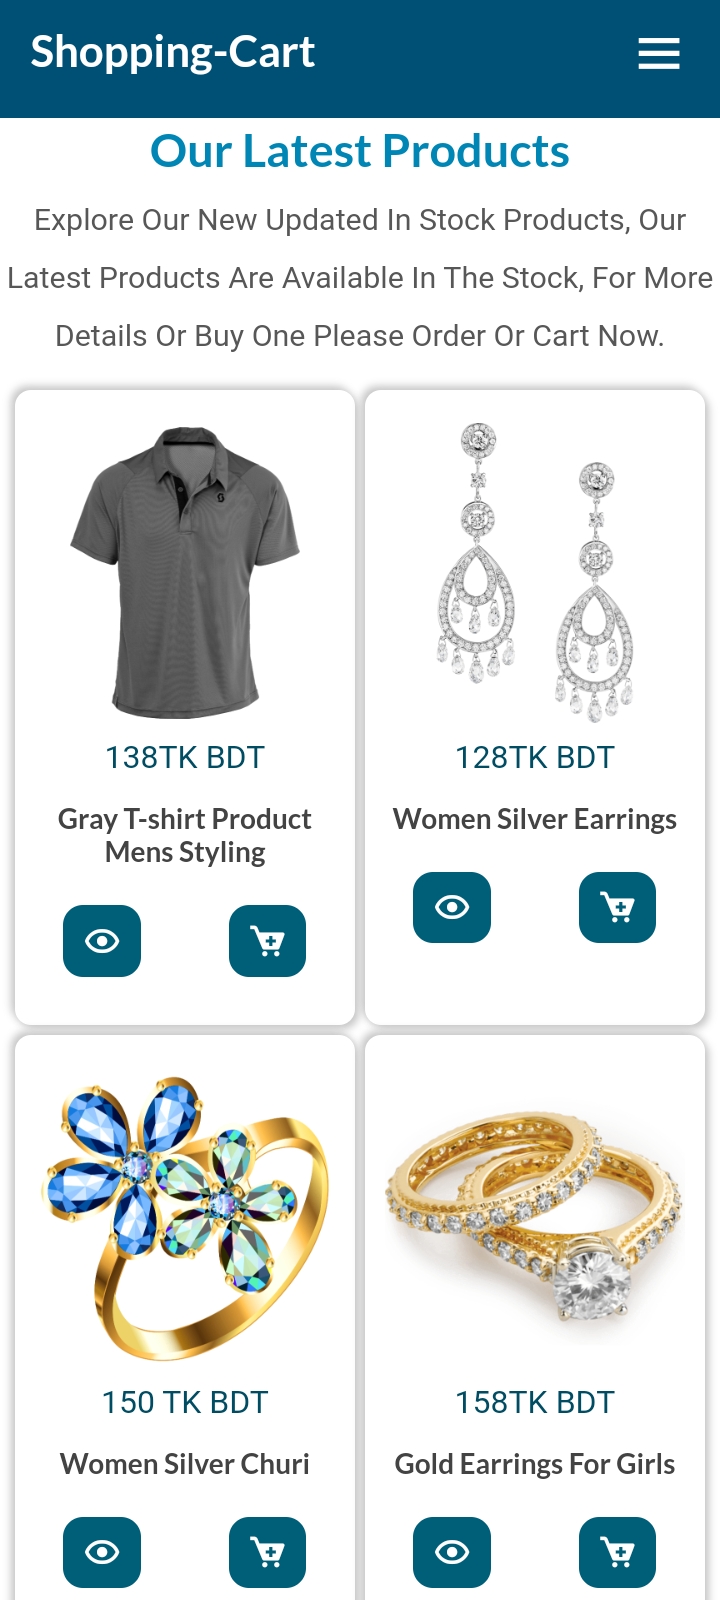 Shopping-Cart
Our Latest Products
Explore Our New Updated In Stock Products, Our
Latest Products Are Available In The Stock, For More
Details Or Buy One Please Order Or Cart Now.
138TK BDT
Gray T-shirt Product
Mens Styling
128TK BDT
Women Silver Earrings
150 TK BDT
Women Silver Churi
158TK BDT
Gold Earrings For Girls